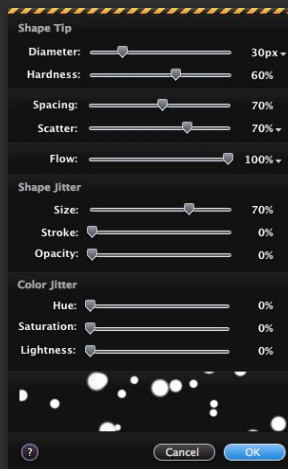 Shape Tip
Diameter: 30px
Hardness: 60%
Spacing: 70%
Scatter: 70%
Flow: 100%
Shape Jitter
Size: 70%
Stroke: 0%
Opacity: 0%
Color Jitter
Hue: 0%
Saturation: 0%
Lightness: 0%
? Cancel OK